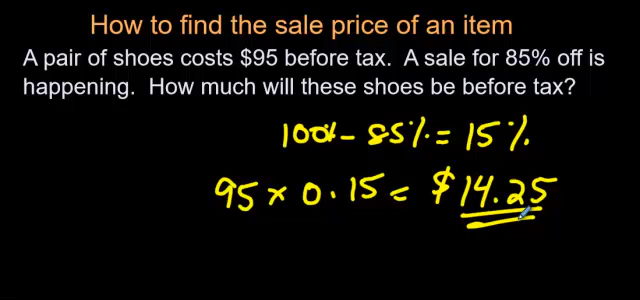 How to find the sale price of an item
A pair of shoes costs $95 before tax. A sale for 85% off is
happening. How much will these shoes be before tax?
100% - 85% = 15%
95 × 0.15 = $14.25